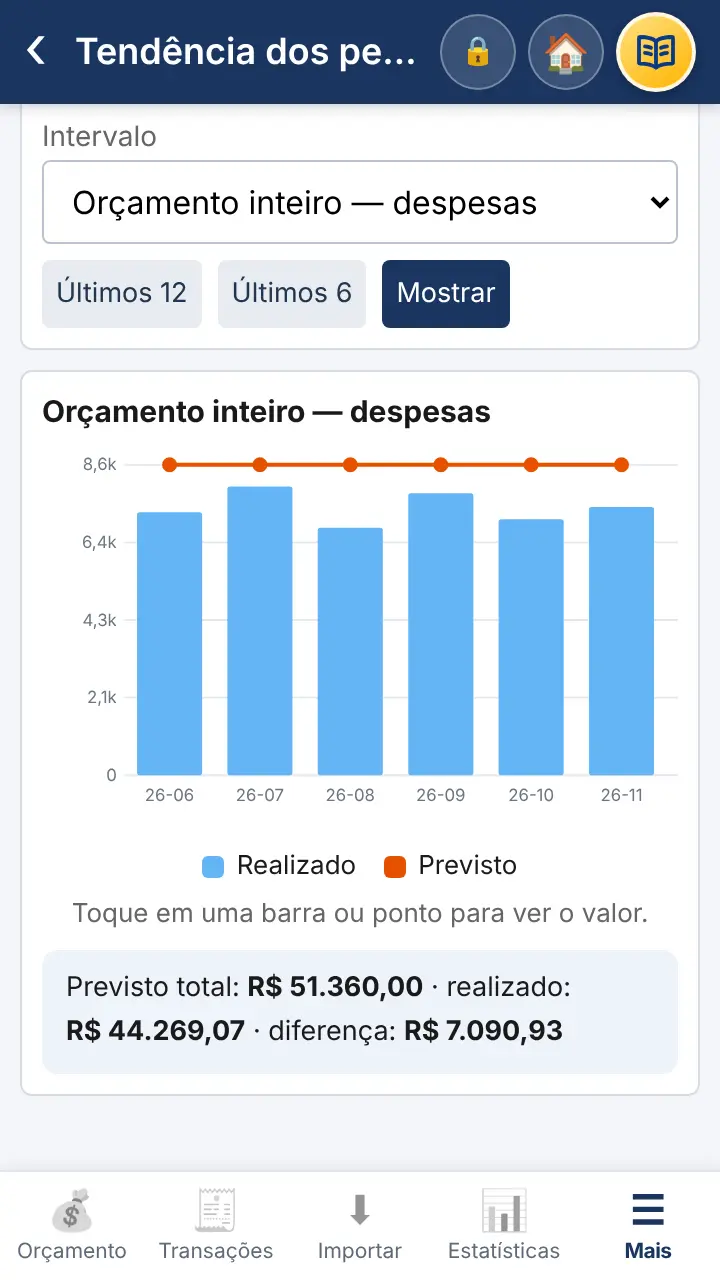 Tendência dos pe...
Intervalo
Orçamento inteiro — despesas
Últimos 12
Últimos 6
Mostrar
Orçamento inteiro — despesas
8,6k
6,4k
4,3k
2,1k
0
26-06 26-07 26-08 26-09 26-10 26-11
Realizado Previsto
Toque em uma barra ou ponto para ver o valor.
Previsto total: R$ 51.360,00 · realizado:
R$ 44.269,07 · diferença: R$ 7.090,93
Orçamento Transações Importar Estatísticas Mais